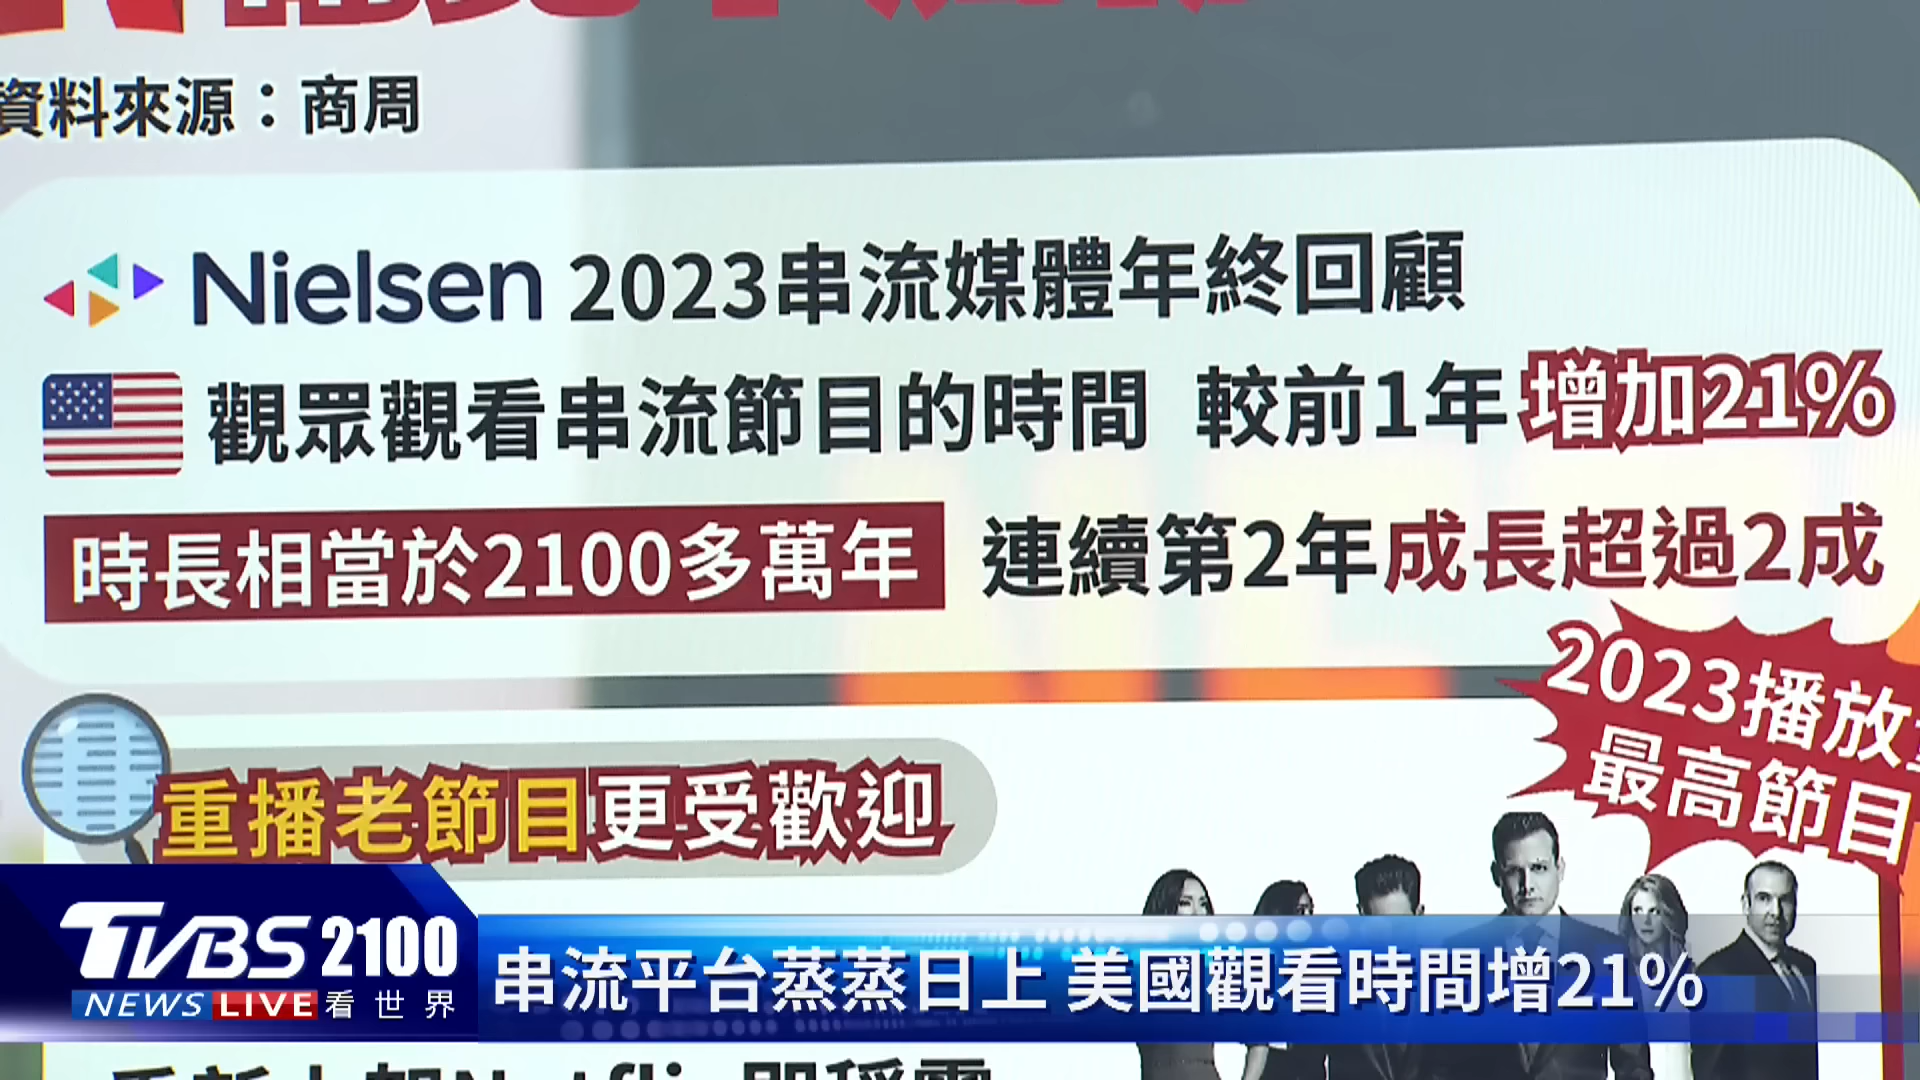 資料來源：商周
Nielsen 2023串流媒體年終回顧
觀眾觀看串流節目的時間 較前1年增加21%
時長相當於2100多萬年 連續第2年成長超過2成
2023播放
最高節目
重播老節目更受歡迎
TVBS 2100
NEWS LIVE 看世界
串流平台蒸蒸日上 美國觀看時間增21%